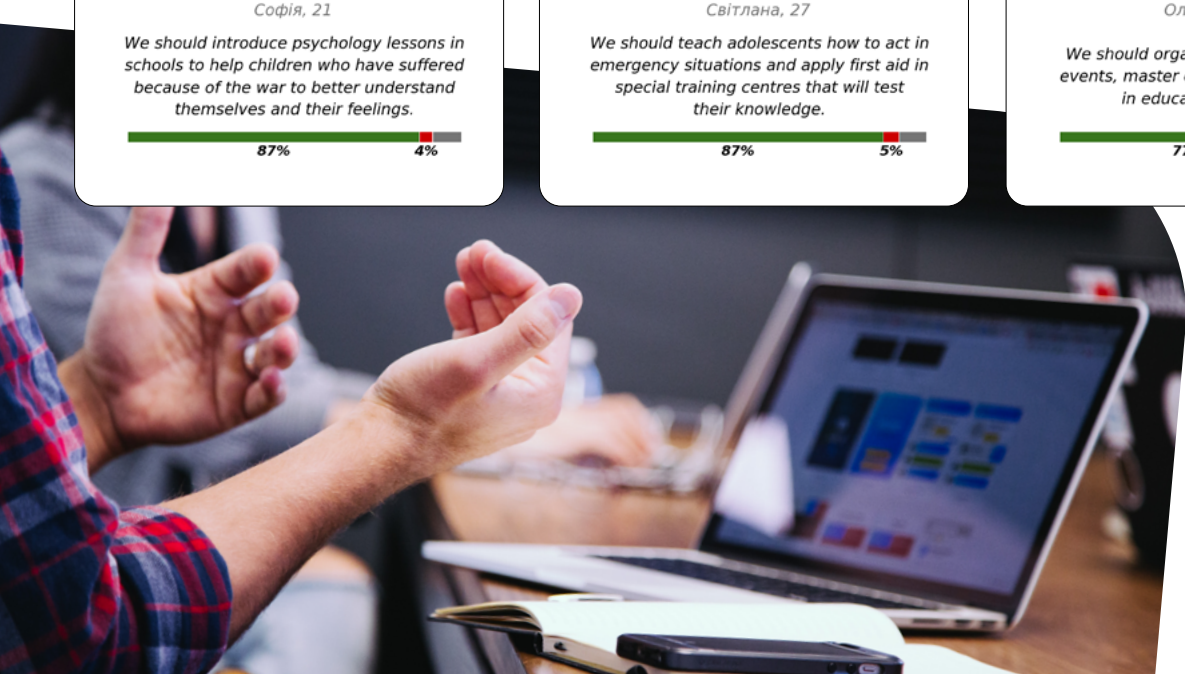 Софія, 21
We should introduce psychology lessons in
schools to help children who have suffered
because of the war to better understand
themselves and their feelings.
87% 4%
Світлана, 27
We should teach adolescents how to act in
emergency situations and apply first aid in
special training centres that will test
their knowledge.
87% 5%
We should
events, master
in